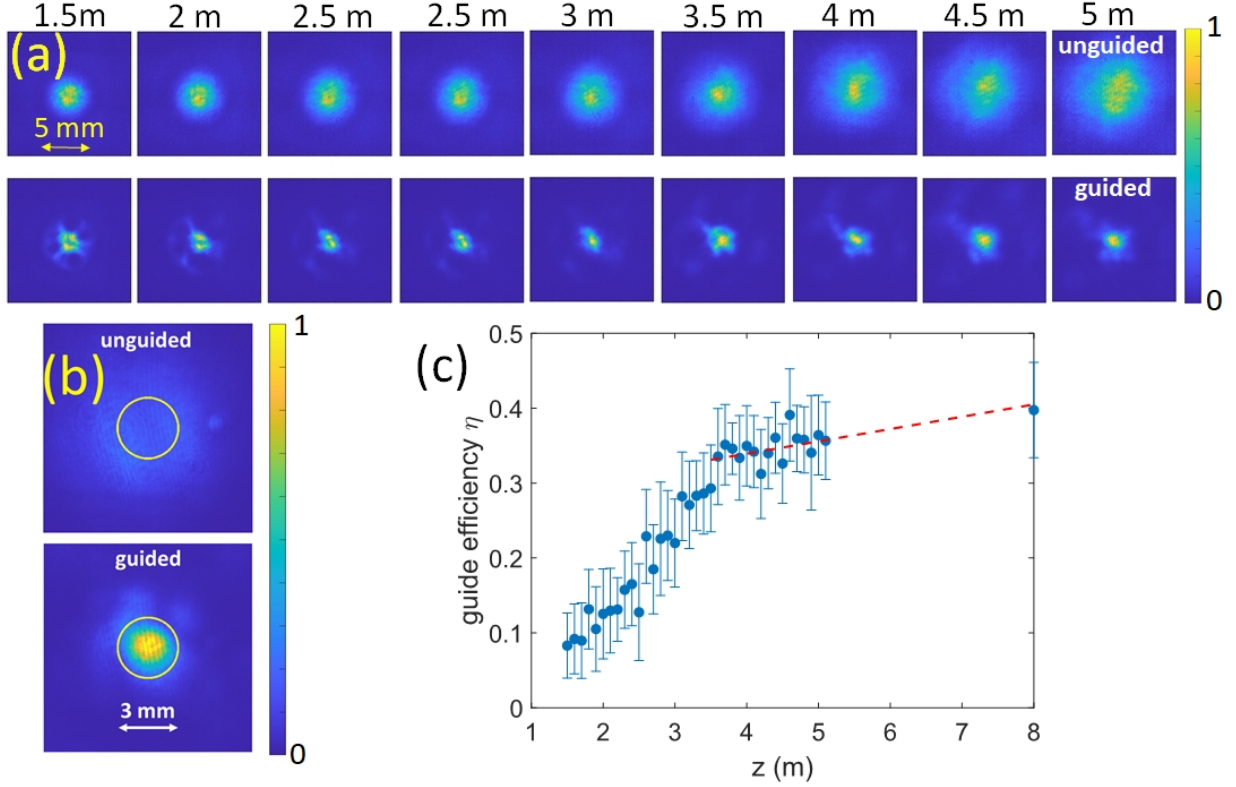 1.5m 2 m 2.5 m 2.5 m 3 m 3.5 m 4 m 4.5 m 5 m
(a) unguided 1
5 mm
guided
0
(b) unguided 1
guided
3 mm
0
(c)
guide efficiency η
0.5
0.4
0.3
0.2
0.1
0
1 2 3 4 5 6 7 8
z (m)